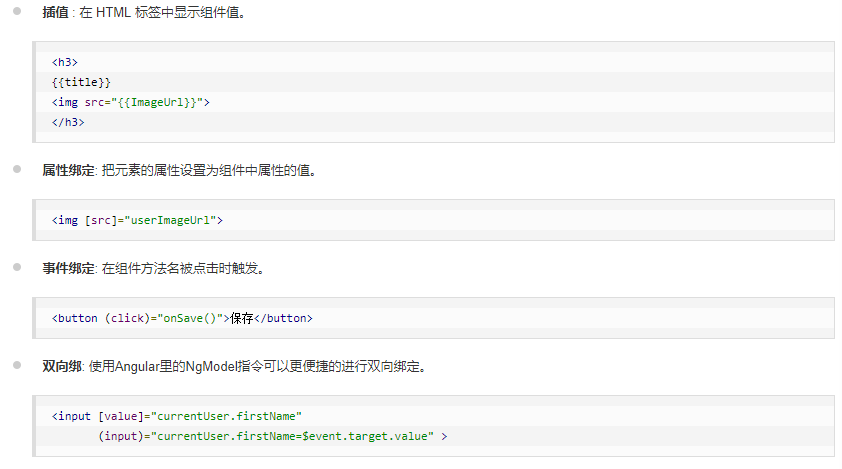 插值 : 在 HTML 标签中显示组件值。
<h3>
{{title}}
<img src="{{ImageUrl}}">
</h3>
属性绑定: 把元素的属性设置为组件中属性的值。
<img [src]="userImageUrl">
事件绑定: 在组件方法名被点击时触发。
<button (click)="onSave()">保存</button>
双向绑: 使用Angular里的NgModel指令可以更便捷的进行双向绑定。
<input [value]="currentUser.firstName"
       (input)="currentUser.firstName=$event.target.value" >